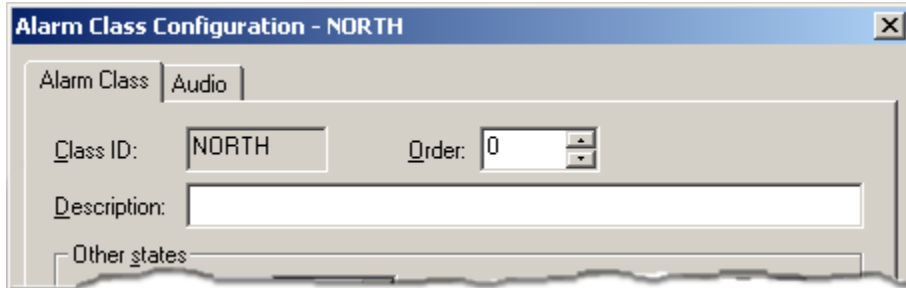 Alarm Class Configuration - NORTH
Alarm Class Audio
Class ID: NORTH Order: 0
Description:
Other states